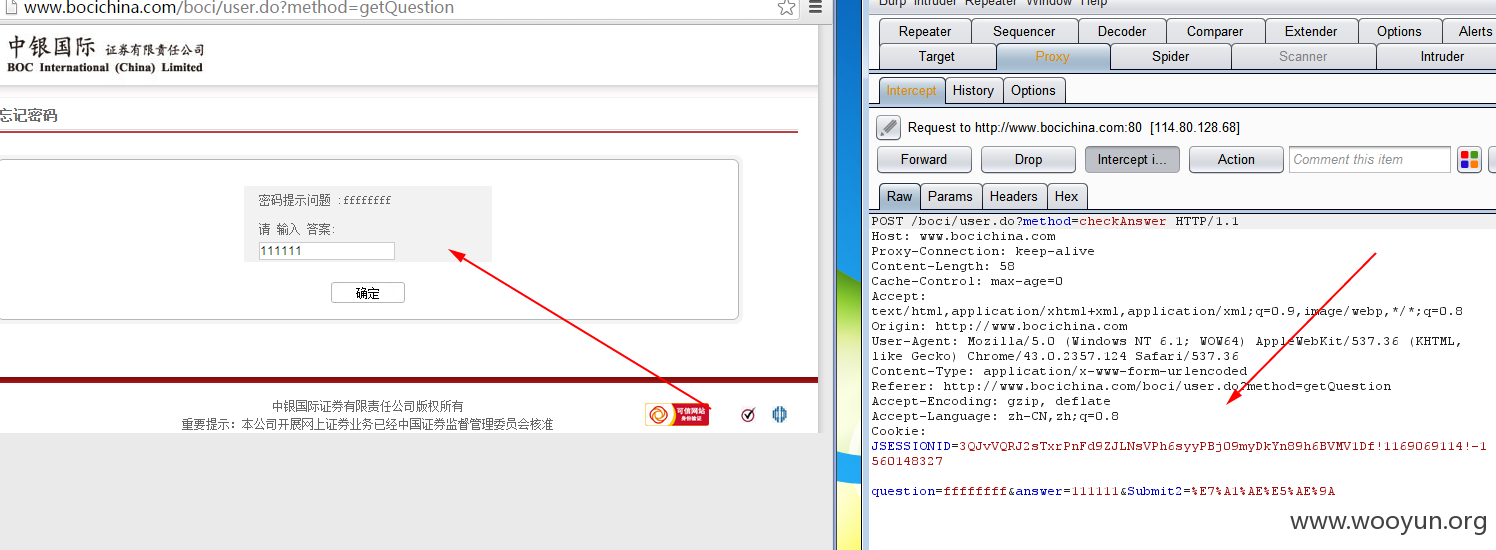 www.bocichina.com/boci/user.do?method=getQuestion
中银国际 证券有限责任公司
BOC International (China) Limited
忘记密码
密码提示问题 :ffffffff
请 输入 答案:
111111
确定
中银国际证券有限责任公司版权所有
重要提示：本公司开展网上证券业务已经中国证券监督管理委员会核准
可信网站
身份验证
Burp Intruder Repeater Window Help
Repeater Sequencer Decoder Comparer Extender Options Alerts
Target Proxy Spider Scanner Intruder
Intercept History Options
Request to http://www.bocichina.com:80 [114.80.128.68]
Forward Drop Intercept i... Action Comment this item
Raw Params Headers Hex
POST /boci/user.do?method=checkAnswer HTTP/1.1
Host: www.bocichina.com
Proxy-Connection: keep-alive
Content-Length: 58
Cache-Control: max-age=0
Accept:
text/html,application/xhtml+xml,application/xml;q=0.9,image/webp,*/*;q=0.8
Origin: http://www.bocichina.com
User-Agent: Mozilla/5.0 (Windows NT 6.1; WOW64) AppleWebKit/537.36 (KHTML,
like Gecko) Chrome/43.0.2357.124 Safari/537.36
Content-Type: application/x-www-form-urlencoded
Referer: http://www.bocichina.com/boci/user.do?method=getQuestion
Accept-Encoding: gzip, deflate
Accept-Language: zh-CN,zh;q=0.8
Cookie:
JSESSIONID=3QJvVQRJ2sTxrPnFd9ZJLNsVPh6syyPBjO9myDkYn89h6BVMV1Df!1169069114!-1
560148327
question=ffffffff&answer=111111&Submit2=%E7%A1%AE%E5%AE%9A
www.wooyun.org